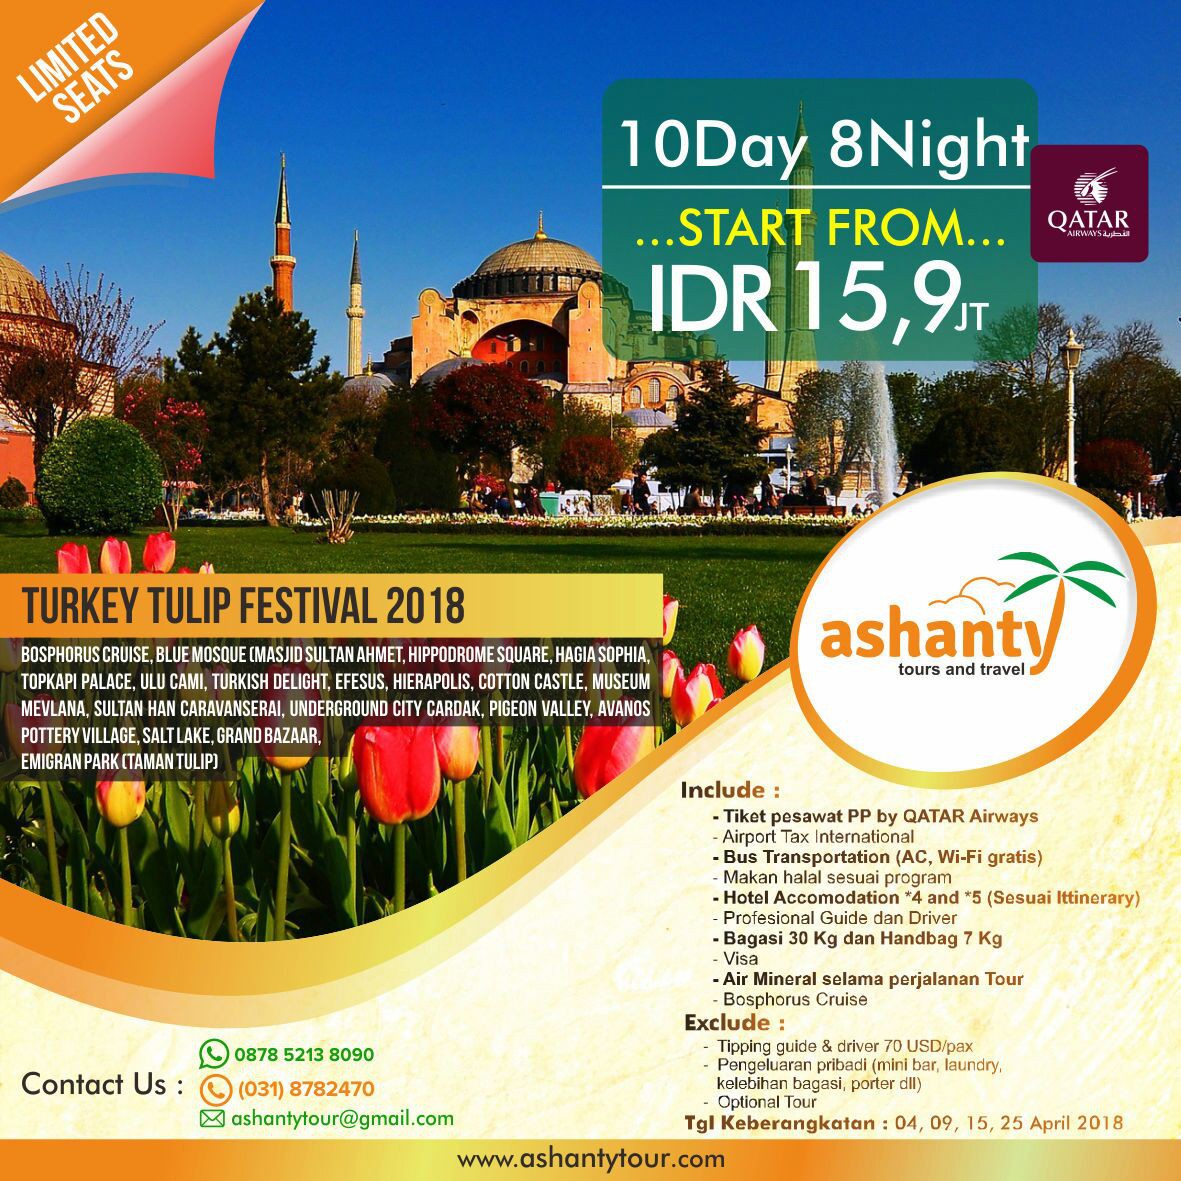 LIMITED
SEATS
10Day 8Night
...START FROM...
IDR 15,9JT
QATAR
AIRWAYS القطرية
TURKEY TULIP FESTIVAL 2018
BOSPHORUS CRUISE, BLUE MOSQUE (MASJID SULTAN AHMET, HIPPODROME SQUARE, HAGIA SOPHIA,
TOPKAPI PALACE, ULU CAMI, TURKISH DELIGHT, EFESUS, HIERAPOLIS, COTTON CASTLE, MUSEUM
MEVLANA, SULTAN HAN CARAVANSERAI, UNDERGROUND CITY CARDAK, PIGEON VALLEY, AVANOS
POTTERY VILLAGE, SALT LAKE, GRAND BAZAAR,
EMIGRAN PARK (TAMAN TULIP)
ashanty
tours and travel
Include :
- Tiket pesawat PP by QATAR Airways
- Airport Tax International
- Bus Transportation (AC, Wi-Fi gratis)
- Makan halal sesuai program
- Hotel Accomodation *4 and *5 (Sesuai Ittinerary)
- Profesional Guide dan Driver
- Bagasi 30 Kg dan Handbag 7 Kg
- Visa
- Air Mineral selama perjalanan Tour
- Bosphorus Cruise
Exclude :
- Tipping guide & driver 70 USD/pax
- Pengeluaran pribadi (mini bar, laundry,
kelebihan bagasi, porter dll)
- Optional Tour
Tgl Keberangkatan : 04, 09, 15, 25 April 2018
Contact Us :
0878 5213 8090
(031) 8782470
ashantytour@gmail.com
www.ashantytour.com